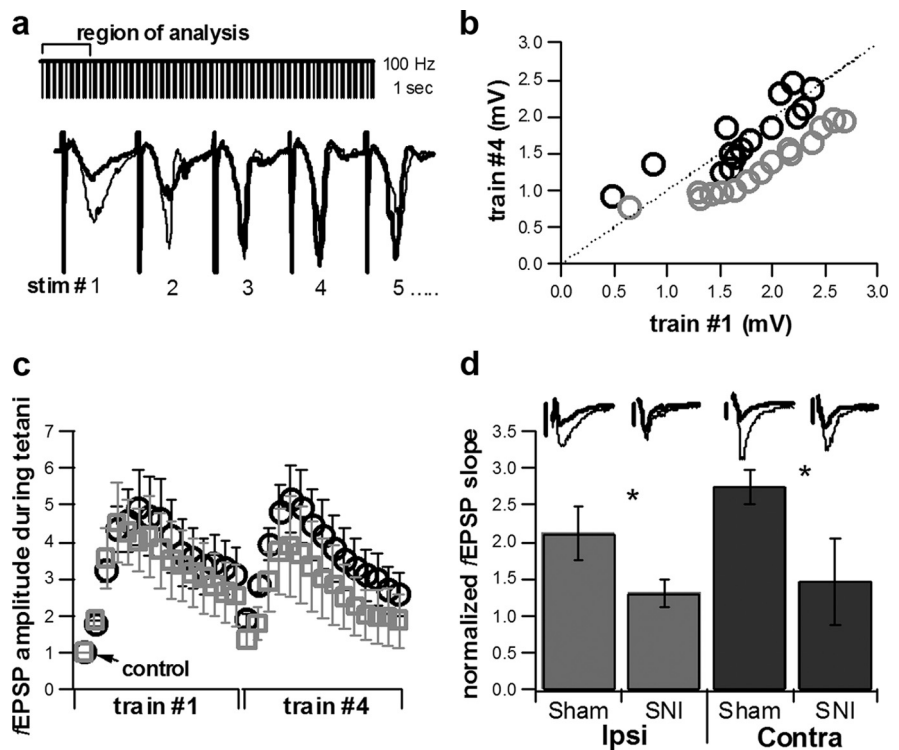 a
region of analysis
100 Hz
1 sec
stim # 1 2 3 4 5 .....
b
train #4 (mV)
3.0
2.5
2.0
1.5
1.0
0.5
0.0
0.0 0.5 1.0 1.5 2.0 2.5 3.0
train #1 (mV)
c
fEPSP amplitude during tetani
7
6
5
4
3
2
1
0
control
train #1 train #4
d
normalized fEPSP slope
3.5
3.0
2.5
2.0
1.5
1.0
0.5
0.0
* *
Sham SNI Sham SNI
Ipsi Contra